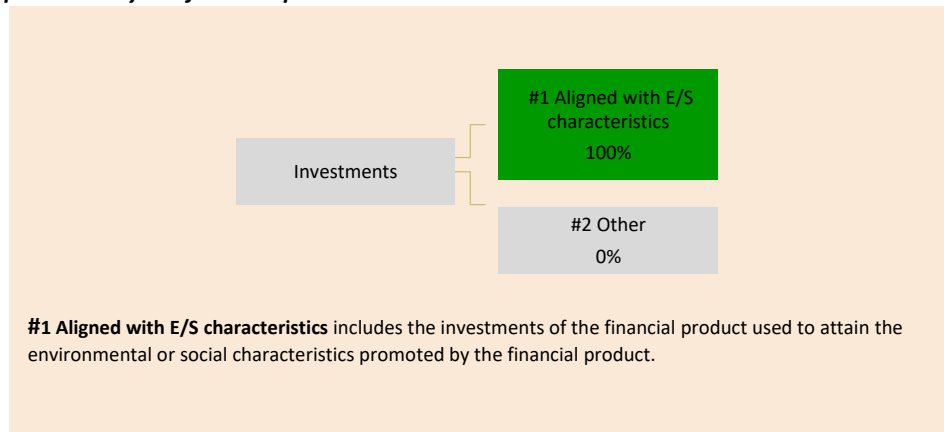 Investments
#1 Aligned with E/S
characteristics
100%
#2 Other
0%
#1 Aligned with E/S characteristics includes the investments of the financial product used to attain the
environmental or social characteristics promoted by the financial product.